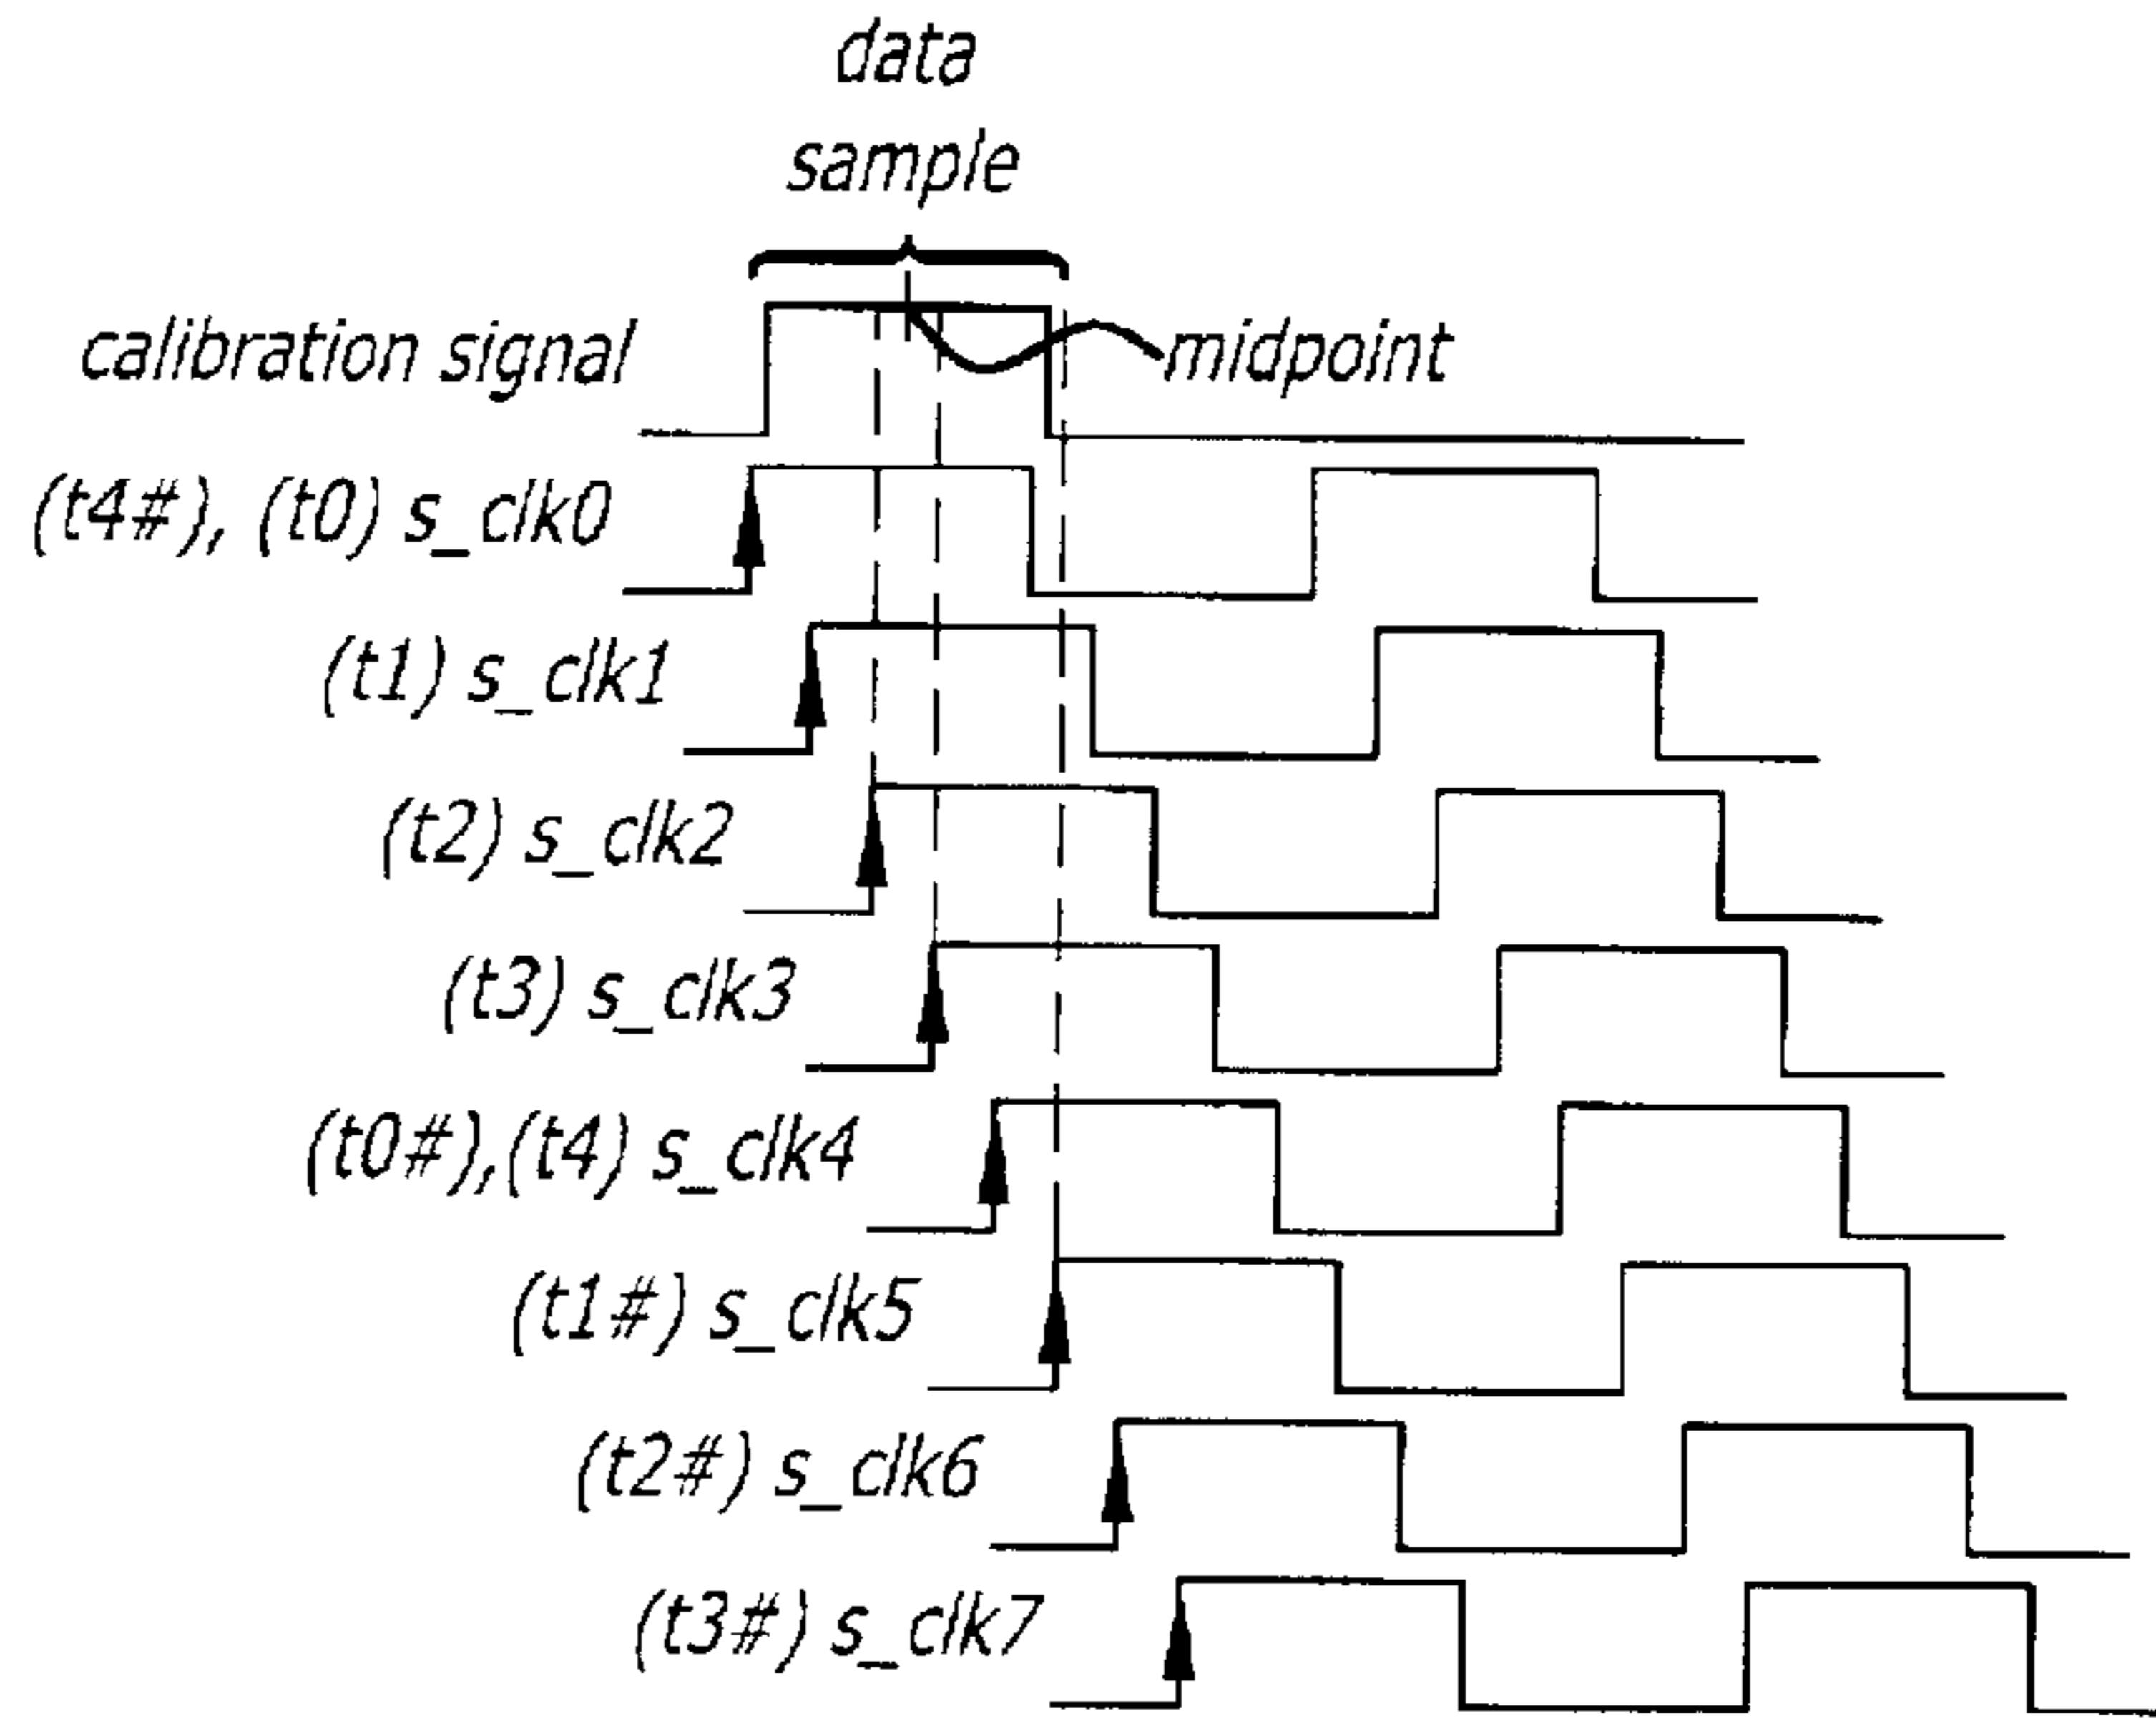 data
sample
calibration signal
midpoint
(t4#), (t0) s_clk0
(t1) s_clk1
(t2) s_clk2
(t3) s_clk3
(t0#),(t4) s_clk4
(t1#) s_clk5
(t2#) s_clk6
(t3#) s_clk7